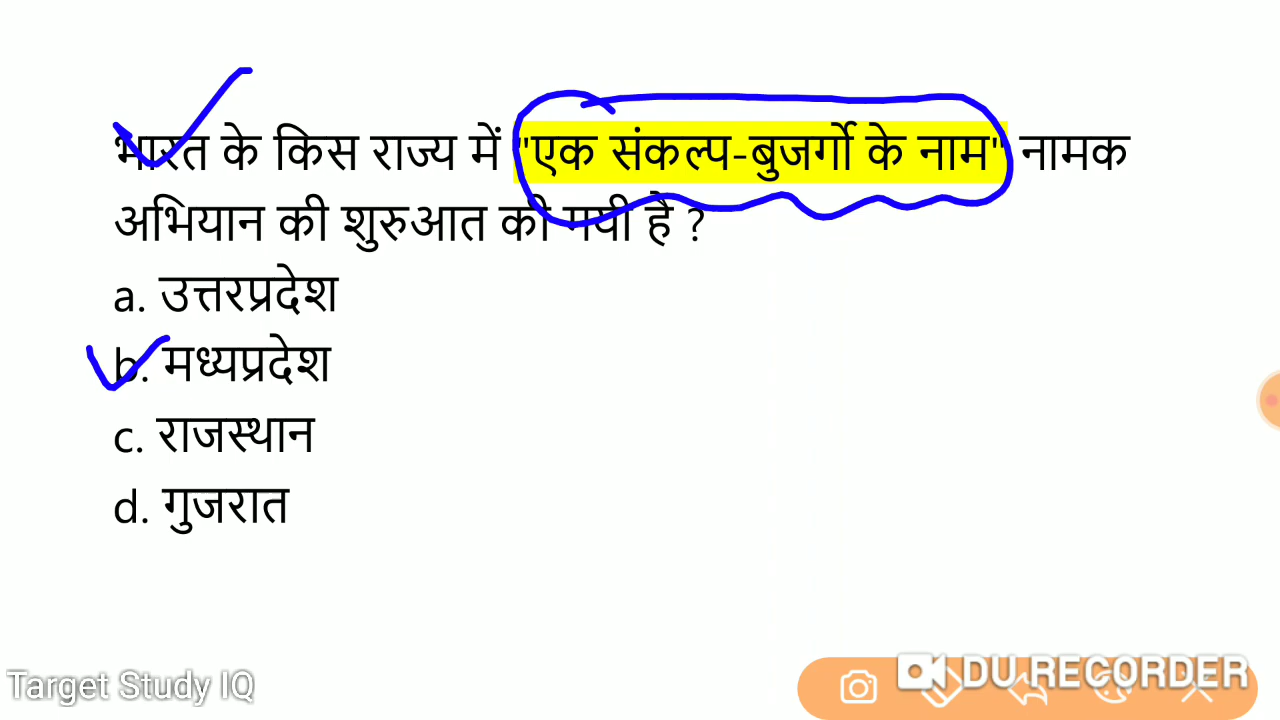 भारत के किस राज्य में "एक संकल्प-बुजर्गो के नाम" नामक
अभियान की शुरुआत की गयी है ?
a. उत्तरप्रदेश
b. मध्यप्रदेश
c. राजस्थान
d. गुजरात
Target Study IQ
DU RECORDER